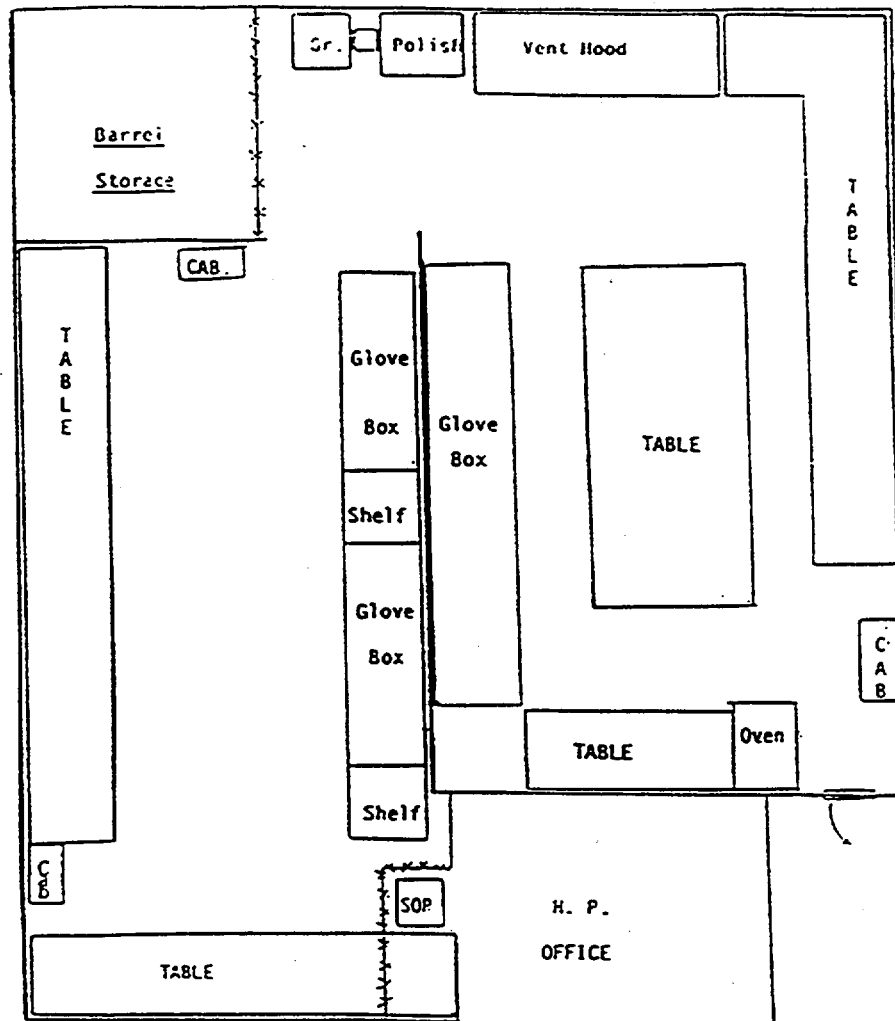 Gr.
Polish
Vent Hood
Barrel
Storage
CAB.
T
A
B
L
E
T
A
B
L
E
Glove
Box
Glove
Box
TABLE
Shelf
Glove
Box
C
A
B
TABLE
Oven
Shelf
SOP
H. P.
OFFICE
TABLE